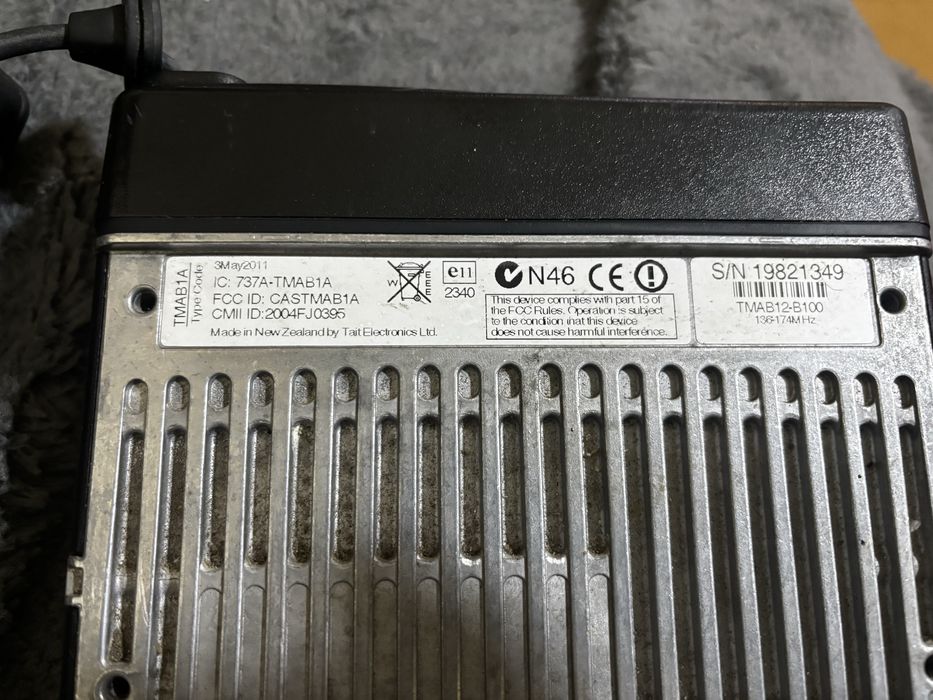 TMAB1A
Type Code
3May2011
IC: 737A-TMAB1A
FCC ID: CASTMAB1A
CMII ID:2004FJ0395
Made in New Zealand by Tait Electronics Ltd.
WEEE
e11
2340
N46 CE
This device complies with part 15 of
the FCC Rules. Operation is subject
to the condition that this device
does not cause harmful interference.
S/N 19821349
TMAB12-B100
136-174MHz